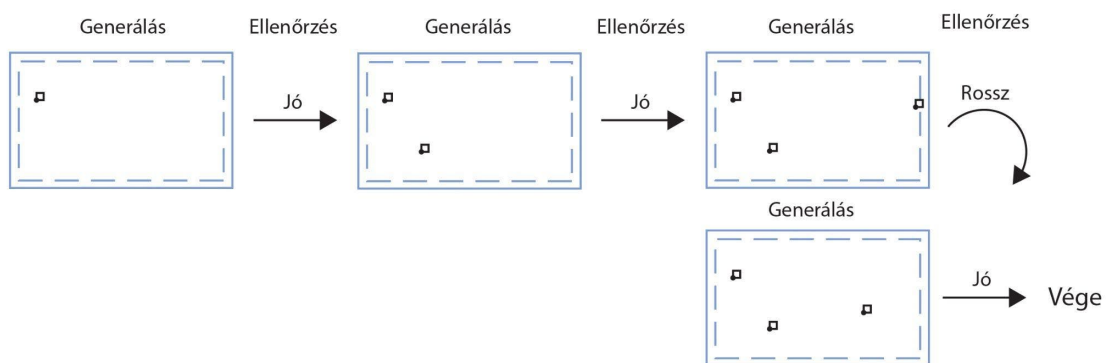 Generálás
Ellenőrzés
Generálás
Ellenőrzés
Generálás
Ellenőrzés
Jó
Jó
Rossz
Generálás
Jó
Vége